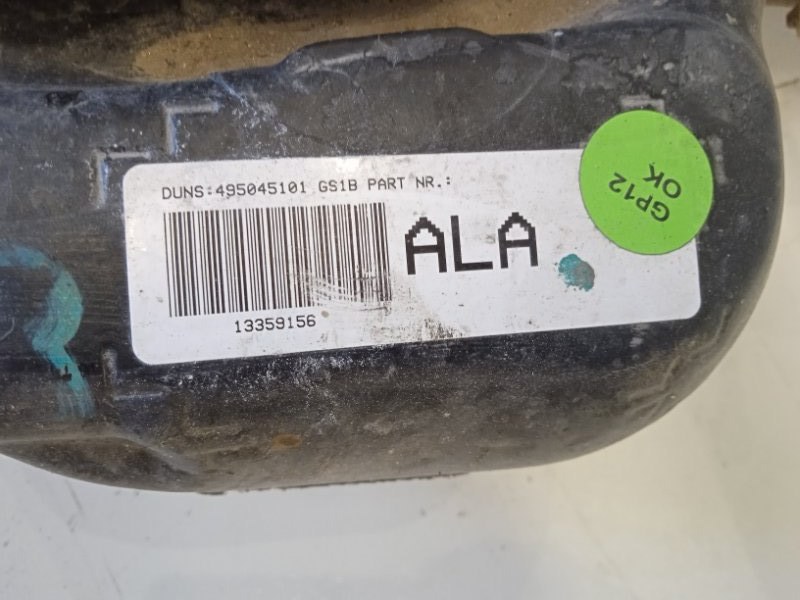 DUNS:495045101 GS1B PART NR.:
ALA
13359156
GP12
OK